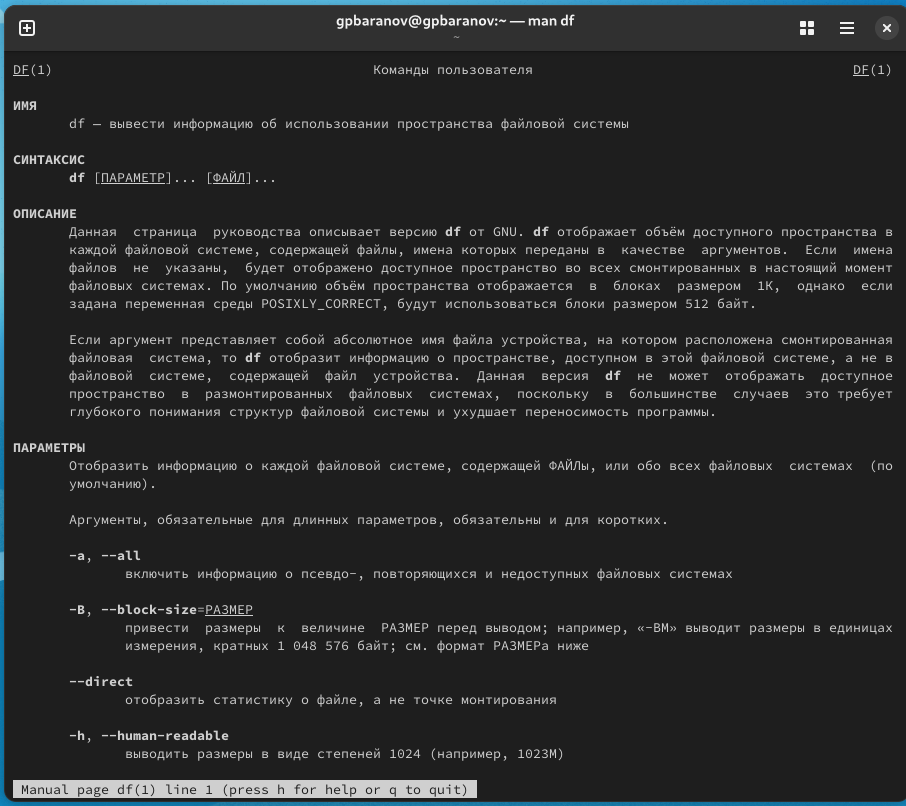 gpbaranov@gpbaranov:~ — man df
~
DF(1) Команды пользователя DF(1)
ИМЯ
df — вывести информацию об использовании пространства файловой системы
СИНТАКСИС
df [ПАРАМЕТР]... [ФАЙЛ]...
ОПИСАНИЕ
Данная страница руководства описывает версию df от GNU. df отображает объём доступного пространства в
каждой файловой системе, содержащей файлы, имена которых переданы в качестве аргументов. Если имена
файлов не указаны, будет отображено доступное пространство во всех смонтированных в настоящий момент
файловых системах. По умолчанию объём пространства отображается в блоках размером 1K, однако если
задана переменная среды POSIXLY_CORRECT, будут использоваться блоки размером 512 байт.
Если аргумент представляет собой абсолютное имя файла устройства, на котором расположена смонтированная
файловая система, то df отобразит информацию о пространстве, доступном в этой файловой системе, а не в
файловой системе, содержащей файл устройства. Данная версия df не может отображать доступное
пространство в размонтированных файловых системах, поскольку в большинстве случаев это требует
глубокого понимания структур файловой системы и ухудшает переносимость программы.
ПАРАМЕТРЫ
Отобразить информацию о каждой файловой системе, содержащей ФАЙЛы, или обо всех файловых системах (по
умолчанию).
Аргументы, обязательные для длинных параметров, обязательны и для коротких.
-a, --all
включить информацию о псевдо-, повторяющихся и недоступных файловых системах
-B, --block-size=РАЗМЕР
привести размеры к величине РАЗМЕР перед выводом; например, «-BM» выводит размеры в единицах
измерения, кратных 1 048 576 байт; см. формат РАЗМЕРа ниже
--direct
отобразить статистику о файле, а не точке монтирования
-h, --human-readable
выводить размеры в виде степеней 1024 (например, 1023M)
Manual page df(1) line 1 (press h for help or q to quit)